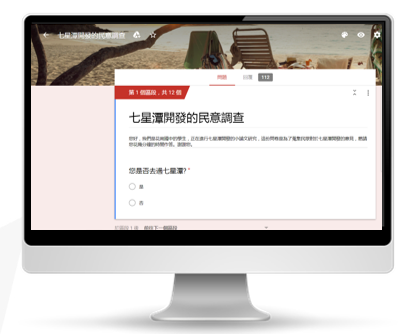 七星潭開發的民意調查
問題 回覆 113
第 1 個區段，共 12 個
七星潭開發的民意調查
您是否去過七星潭? *
是
否